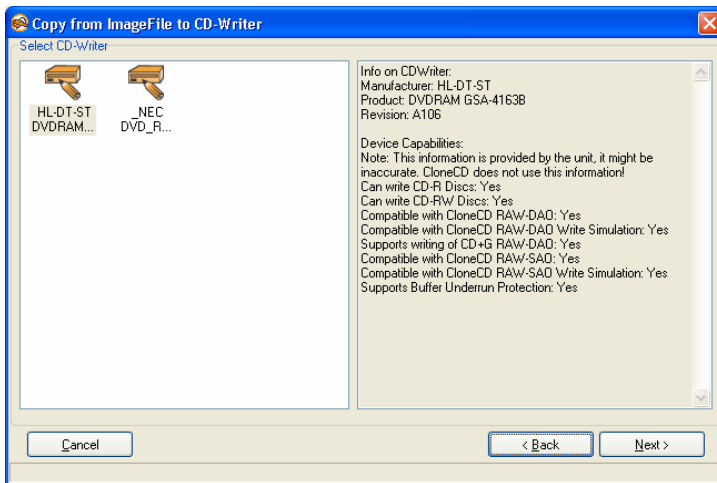 Copy from ImageFile to CD-Writer
Select CD-Writer
HL-DT-ST
DVDRAM...
_NEC
DVD_R...
Info on CDWriter:
Manufacturer: HL-DT-ST
Product: DVDRAM GSA-4163B
Revision: A106
Device Capabilities:
Note: This information is provided by the unit, it might be
inaccurate. CloneCD does not use this information!
Can write CD-R Discs: Yes
Can write CD-RW Discs: Yes
Compatible with CloneCD RAW-DAO: Yes
Compatible with CloneCD RAW-DAO Write Simulation: Yes
Supports writing of CD+G RAW-DAO: Yes
Compatible with CloneCD RAW-SAO: Yes
Compatible with CloneCD RAW-SAO Write Simulation: Yes
Supports Buffer Underrun Protection: Yes
Cancel
< Back
Next >